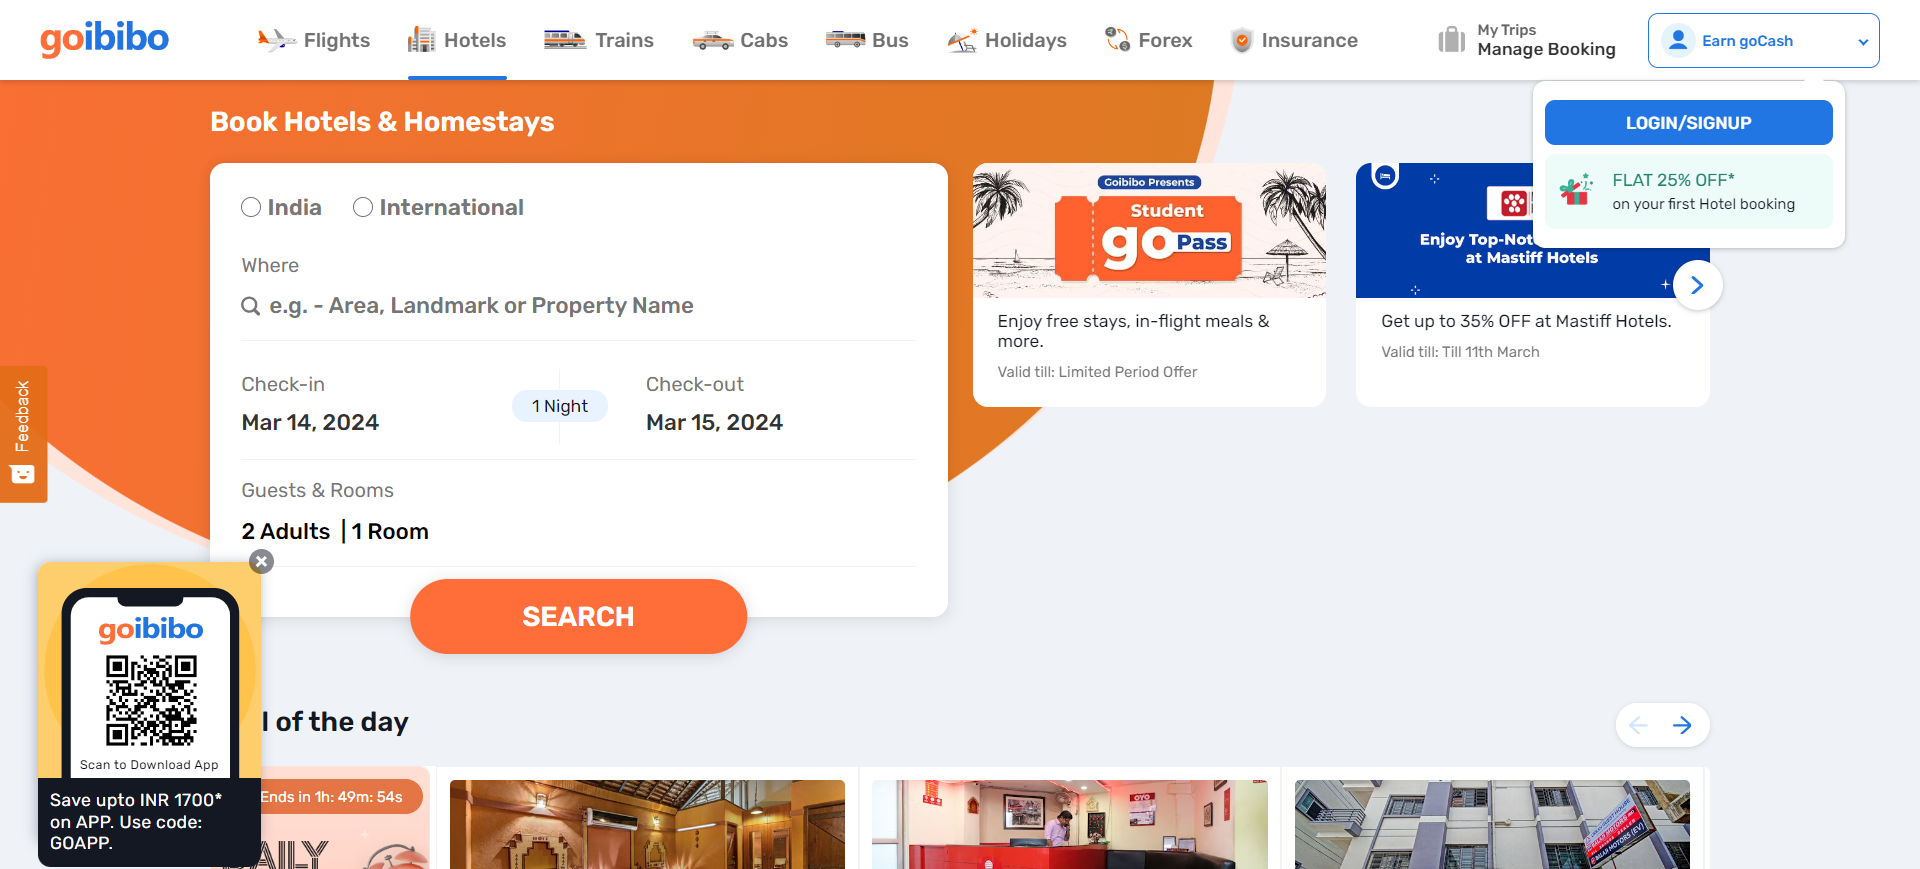 goibibo
Flights
Hotels
Trains
Cabs
Bus
Holidays
Forex
Insurance
My Trips
Manage Booking
Earn goCash
LOGIN/SIGNUP
FLAT 25% OFF*
on your first Hotel booking
Book Hotels & Homestays
India
International
Where
e.g. - Area, Landmark or Property Name
Check-in
Mar 14, 2024
1 Night
Check-out
Mar 15, 2024
Guests & Rooms
2 Adults | 1 Room
SEARCH
Goibibo Presents
Student
go Pass
Enjoy free stays, in-flight meals &
more.
Valid till: Limited Period Offer
Enjoy Top-Not
at Mastiff Hotels
Get up to 35% OFF at Mastiff Hotels.
Valid till: Till 11th March
Feedback
goibibo
Scan to Download App
Save upto INR 1700*
on APP. Use code:
GOAPP.
l of the day
Ends in 1h: 49m: 54s
OYO